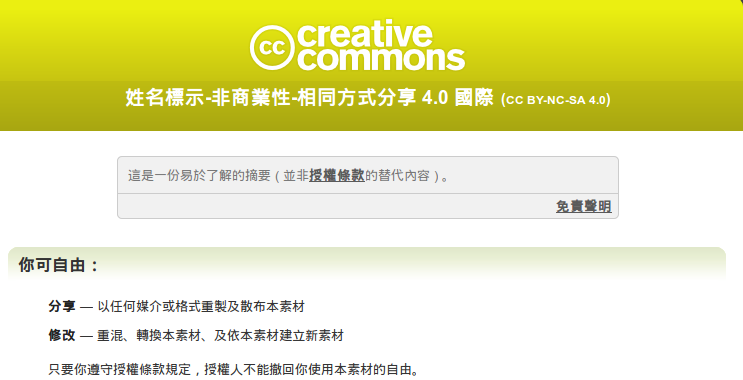 cc creative commons
姓名標示-非商業性-相同方式分享 4.0 國際 (CC BY-NC-SA 4.0)
這是一份易於了解的摘要 ( 並非授權條款的替代內容 ) 。
免責聲明
你可自由：
分享 — 以任何媒介或格式重製及散布本素材
修改 — 重混、轉換本素材、及依本素材建立新素材
只要你遵守授權條款規定，授權人不能撤回你使用本素材的自由。